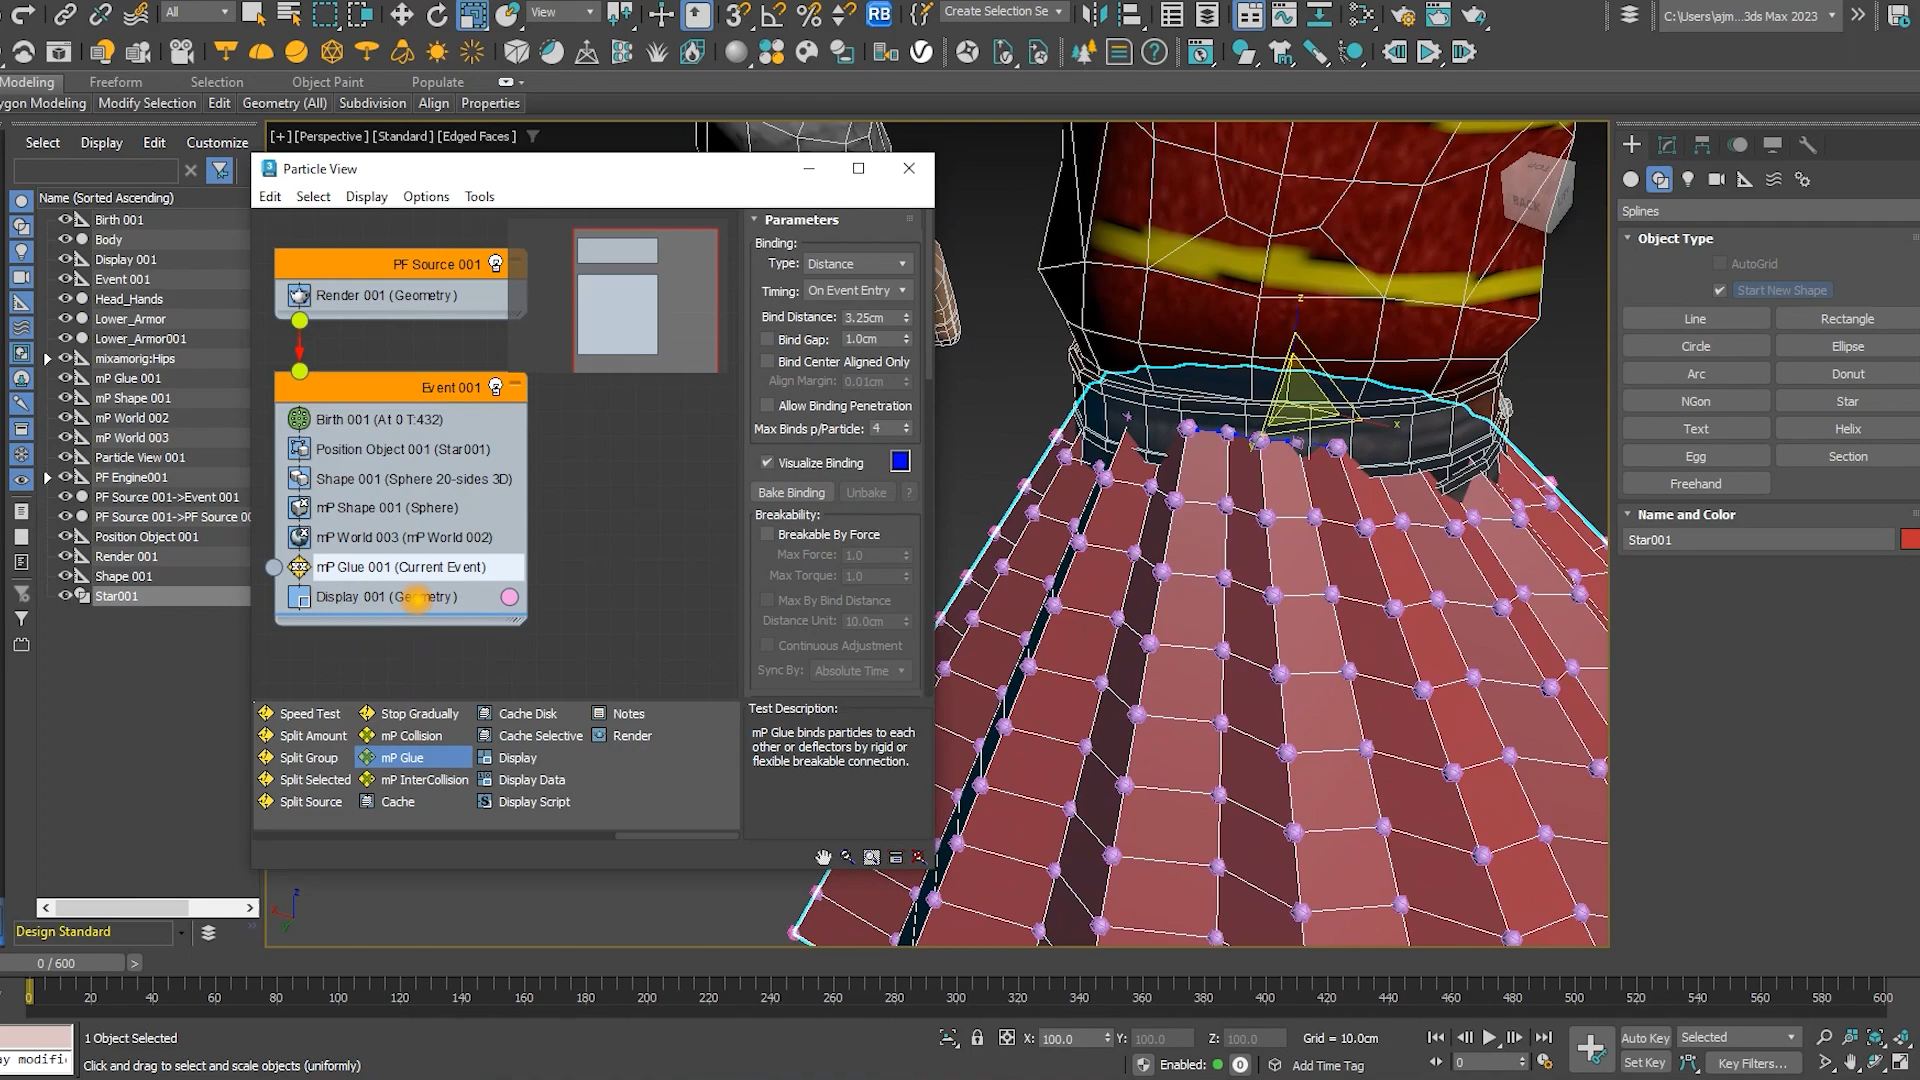 All
View
3
RB
Create Selection Se
C:\Users\ajm...3ds Max 2023
Modeling
Freeform
Selection
Object Paint
Populate
ygon Modeling
Modify Selection
Edit
Geometry (All)
Subdivision
Align
Properties
Select
Display
Edit
Customize
Name (Sorted Ascending)
Birth 001
Body
Display 001
Event 001
Head_Hands
Lower_Armor
Lower_Armor001
mixamorig:Hips
mP Glue 001
mP Shape 001
mP World 002
mP World 003
Particle View 001
PF Engine001
PF Source 001->Event 001
PF Source 001->PF Source 00
Position Object 001
Render 001
Shape 001
Star001
Design Standard
[+] [Perspective] [Standard] [Edged Faces]
Particle View
Edit
Select
Display
Options
Tools
PF Source 001
Render 001 (Geometry)
Event 001
Birth 001 (At 0 T:432)
Position Object 001 (Star001)
Shape 001 (Sphere 20-sides 3D)
mP Shape 001 (Sphere)
mP World 003 (mP World 002)
mP Glue 001 (Current Event)
Display 001 (Geometry)
Parameters
Binding:
Type: Distance
Timing: On Event Entry
Bind Distance: 3.25cm
Bind Gap: 1.0cm
Bind Center Aligned Only
Align Margin: 0.01cm
Allow Binding Penetration
Max Binds p/Particle: 4
Visualize Binding
Bake Binding
Unbake
?
Breakability:
Breakable By Force
Max Force: 1.0
Max Torque: 1.0
Max By Bind Distance
Distance Unit: 10.0cm
Continuous Adjustment
Sync By: Absolute Time
Test Description:
mP Glue binds particles to each
other or deflectors by rigid or
flexible breakable connection.
Speed Test
Stop Gradually
Cache Disk
Notes
Split Amount
mP Collision
Cache Selective
Render
Split Group
mP Glue
Display
Split Selected
mP InterCollision
Display Data
Split Source
Cache
Display Script
z
x
BACK
Splines
Object Type
AutoGrid
Start New Shape
Line
Rectangle
Circle
Ellipse
Arc
Donut
NGon
Star
Text
Helix
Egg
Section
Freehand
Name and Color
Star001
0 / 600
0 20 40 60 80 100 120 140 160 180 200 220 240 260 280 300 320 340 360 380 400 420 440 460 480 500 520 540 560 580 600
1 Object Selected
ay modifi
Click and drag to select and scale objects (uniformly)
X: 100.0
Y: 100.0
Z: 100.0
Grid = 10.0cm
Enabled:
0
Add Time Tag
0
Auto Key
Selected
Set Key
Key Filters...